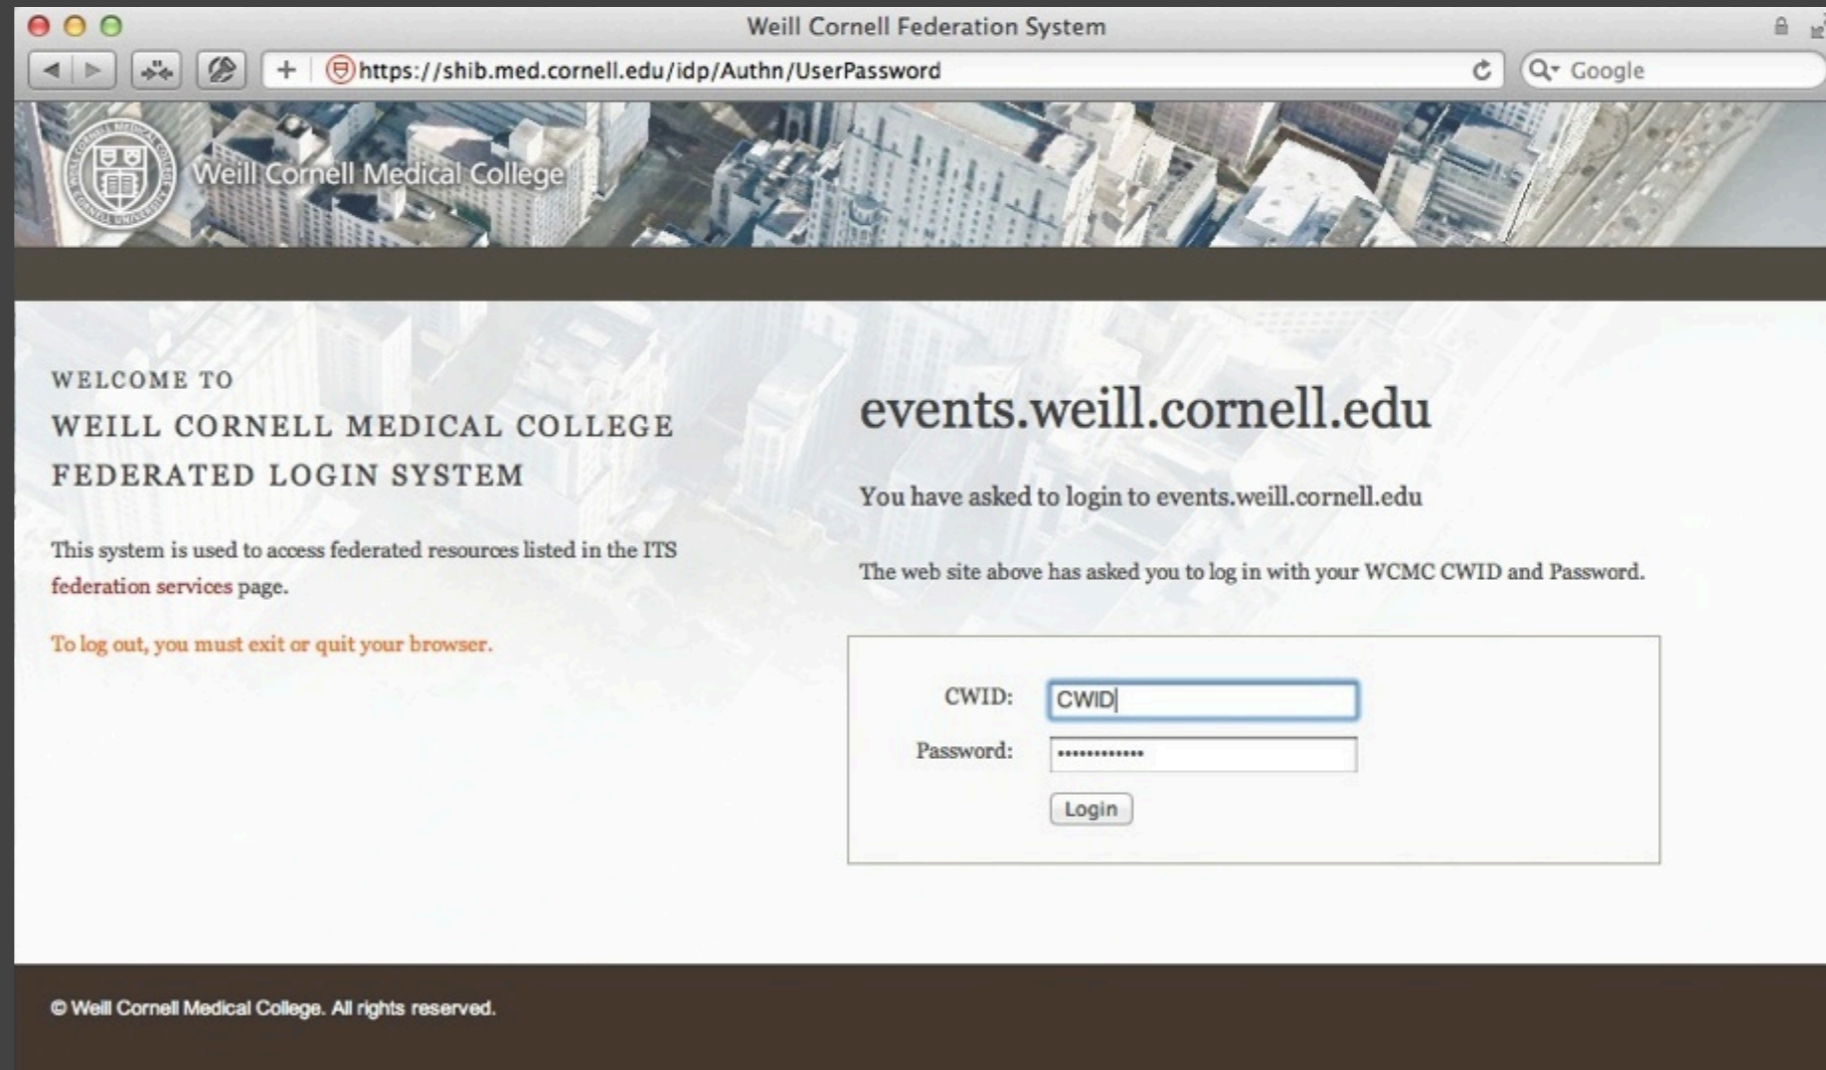 Weill Cornell Federation System
https://shib.med.cornell.edu/idp/Authn/UserPassword
Google
Weill Cornell Medical College
WELCOME TO
WEILL CORNELL MEDICAL COLLEGE
FEDERATED LOGIN SYSTEM
This system is used to access federated resources listed in the ITS
federation services page.
To log out, you must exit or quit your browser.
events.weill.cornell.edu
You have asked to login to events.weill.cornell.edu
The web site above has asked you to log in with your WCMC CWID and Password.
CWID: CWID
Password: ••••••••••••
Login
© Weill Cornell Medical College. All rights reserved.